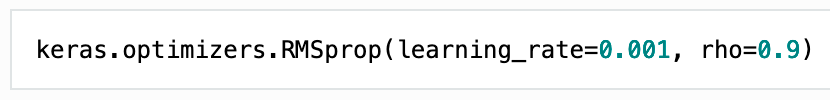 keras.optimizers.RMSprop(learning_rate=0.001, rho=0.9)